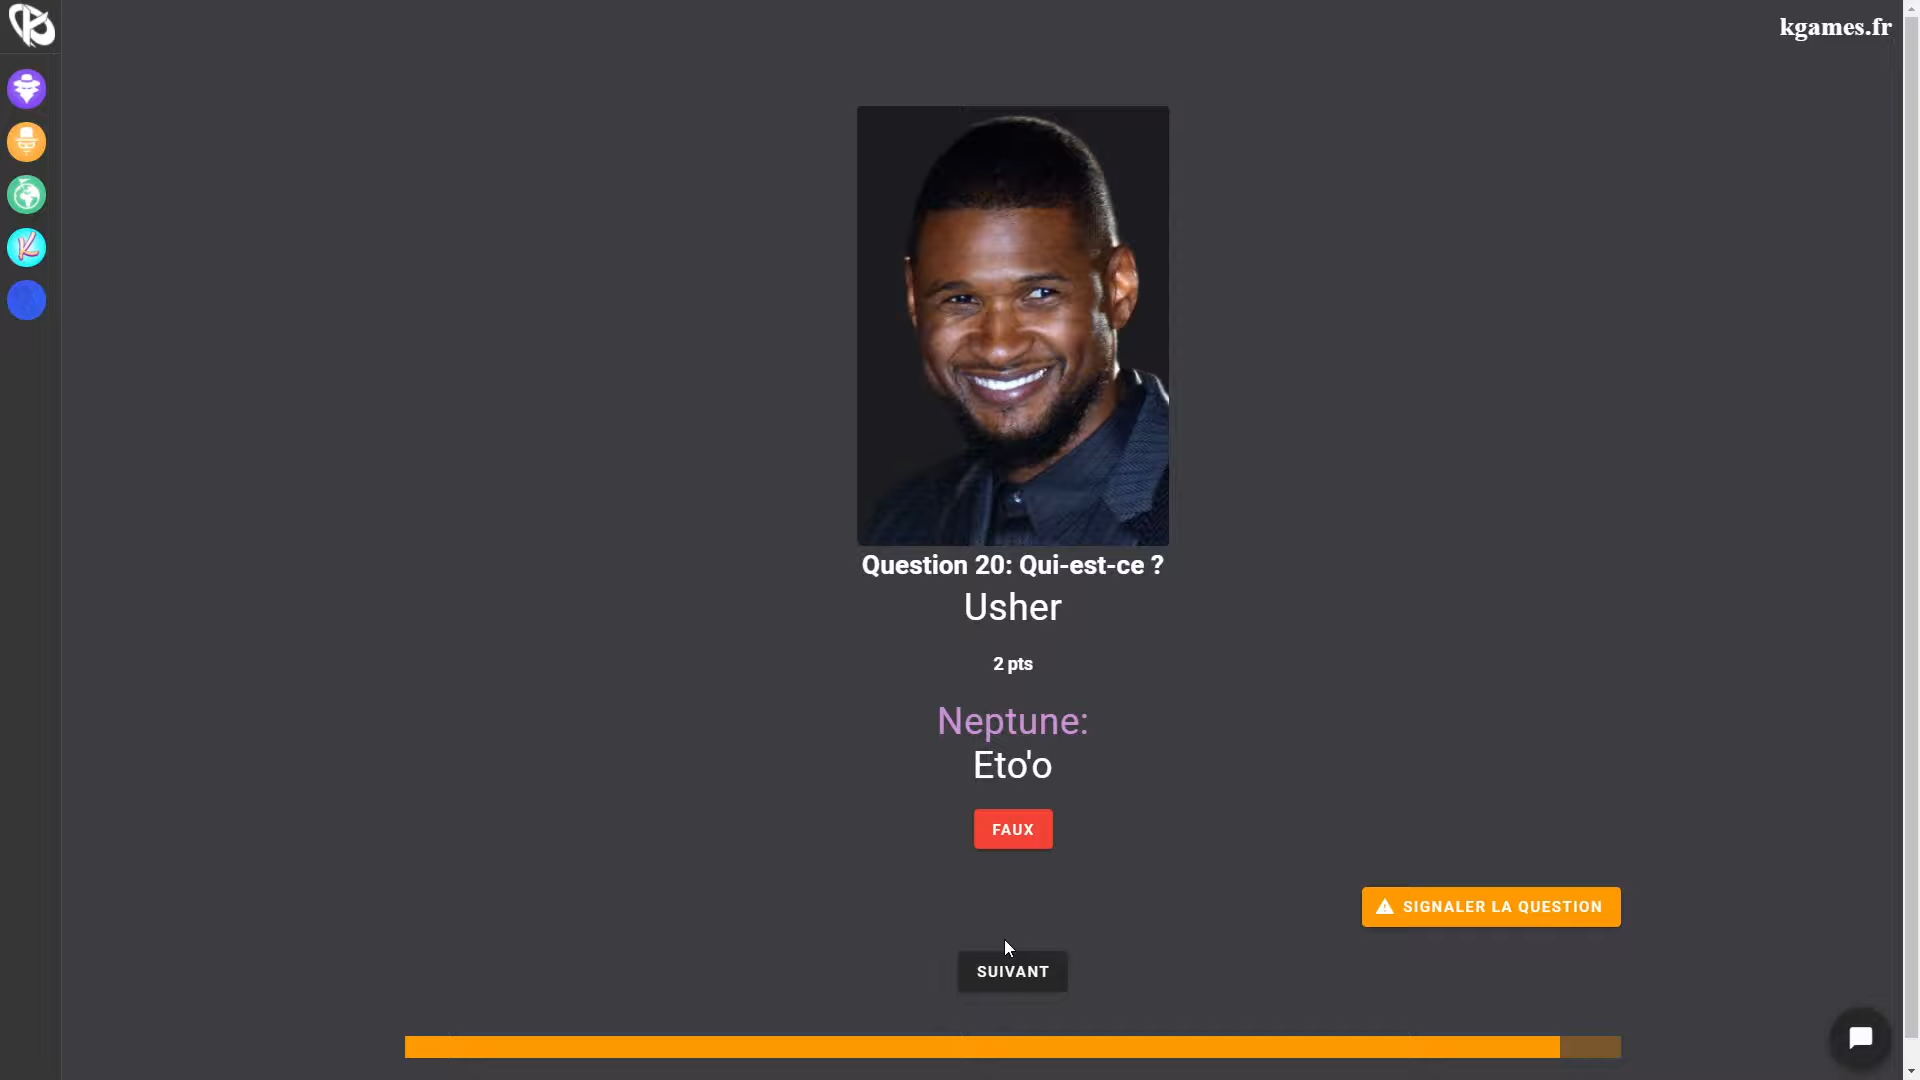 kgames.fr
Question 20: Qui-est-ce ?
Usher
2 pts
Neptune:
Eto'o
FAUX
SIGNALER LA QUESTION
SUIVANT